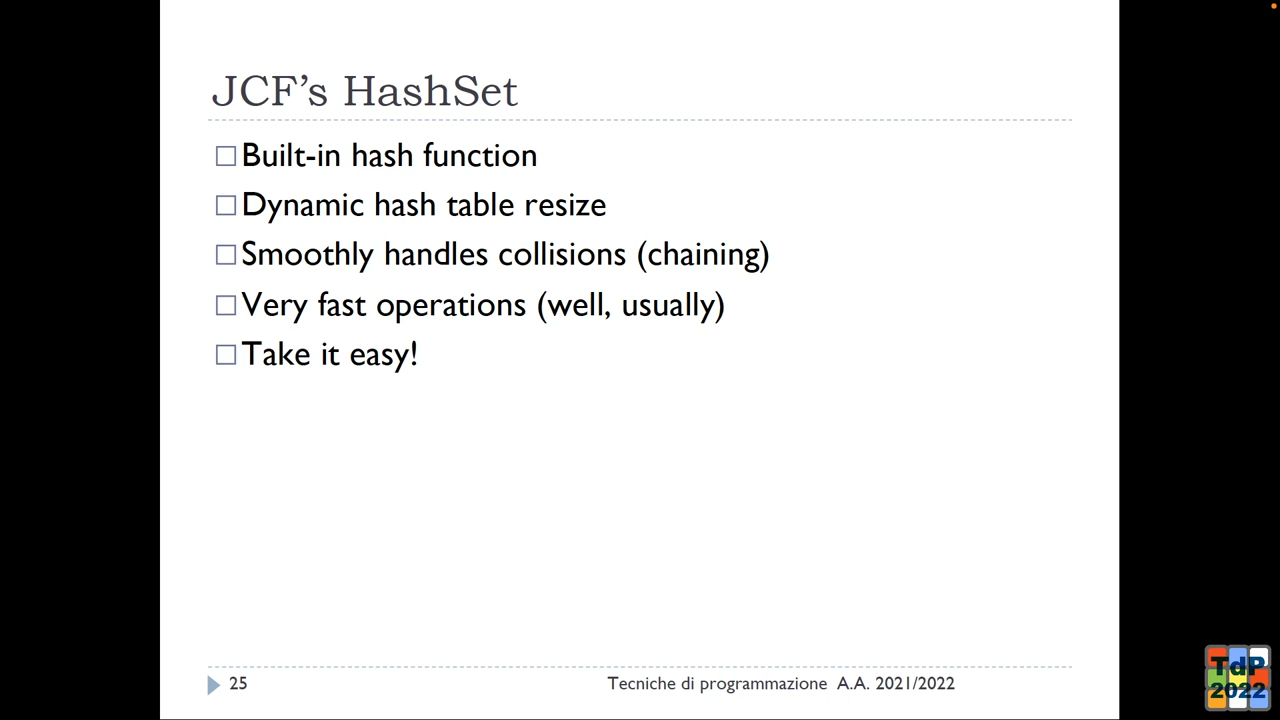 JCF's HashSet
Built-in hash function
Dynamic hash table resize
Smoothly handles collisions (chaining)
Very fast operations (well, usually)
Take it easy!
25
Tecniche di programmazione A.A. 2021/2022
TdP
2022